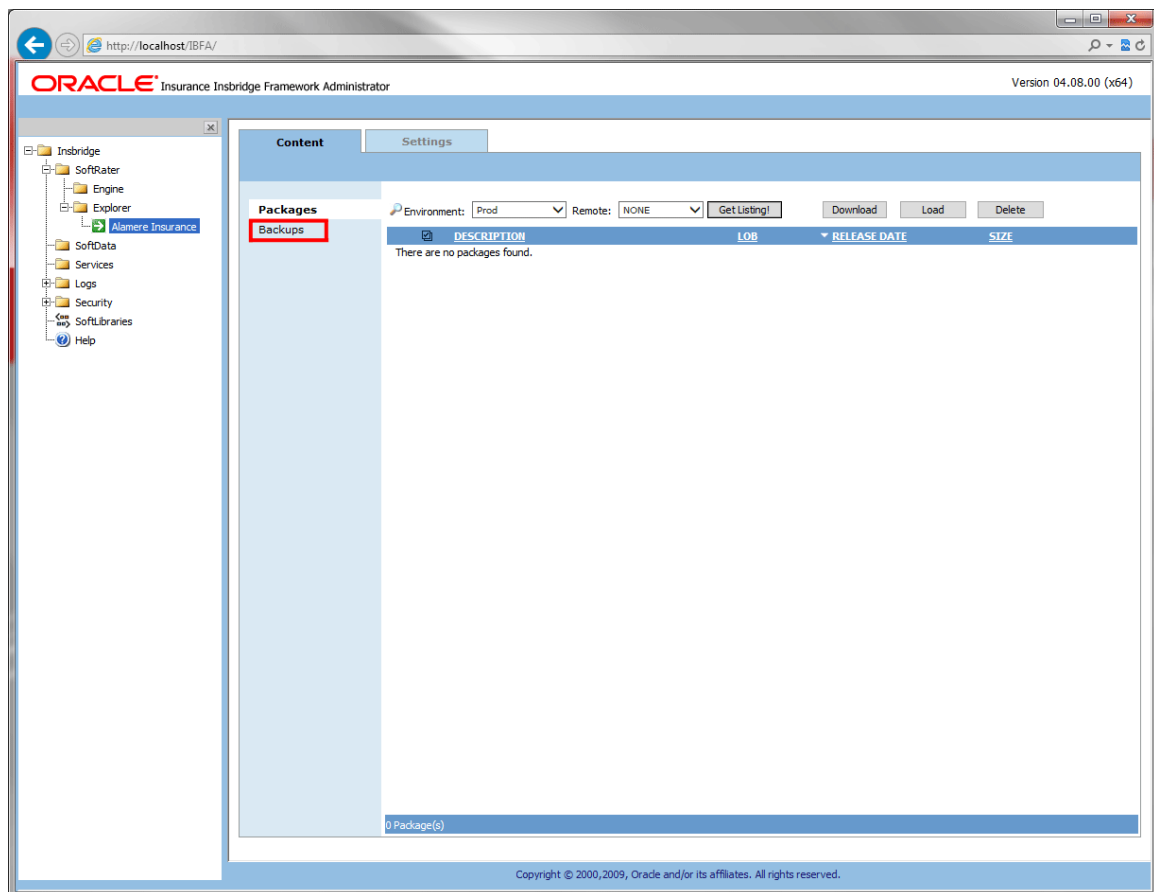 http://localhost/IBFA/
ORACLE Insurance Insbridge Framework Administrator
Version 04.08.00 (x64)
Insbridge
SoftRater
Engine
Explorer
Alamere Insurance
SoftData
Services
Logs
Security
SoftLibraries
Help
Content
Settings
Packages
Backups
Environment: Prod Remote: NONE Get Listing! Download Load Delete
DESCRIPTION LOB RELEASE DATE SIZE
There are no packages found.
0 Package(s)
Copyright © 2000,2009, Oracle and/or its affiliates. All rights reserved.